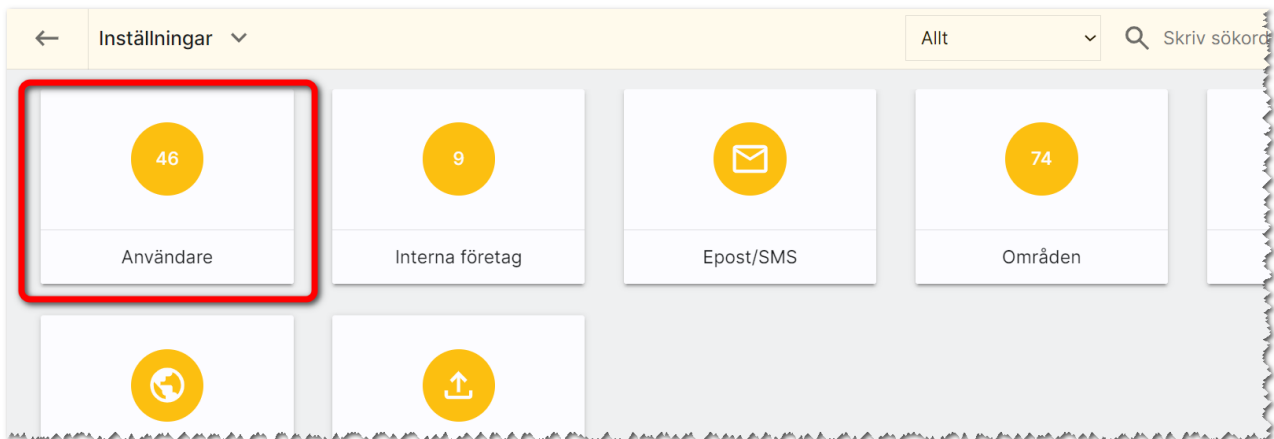 Inställningar
Allt
Skriv sökord
46
9
74
Användare
Interna företag
Epost/SMS
Områden